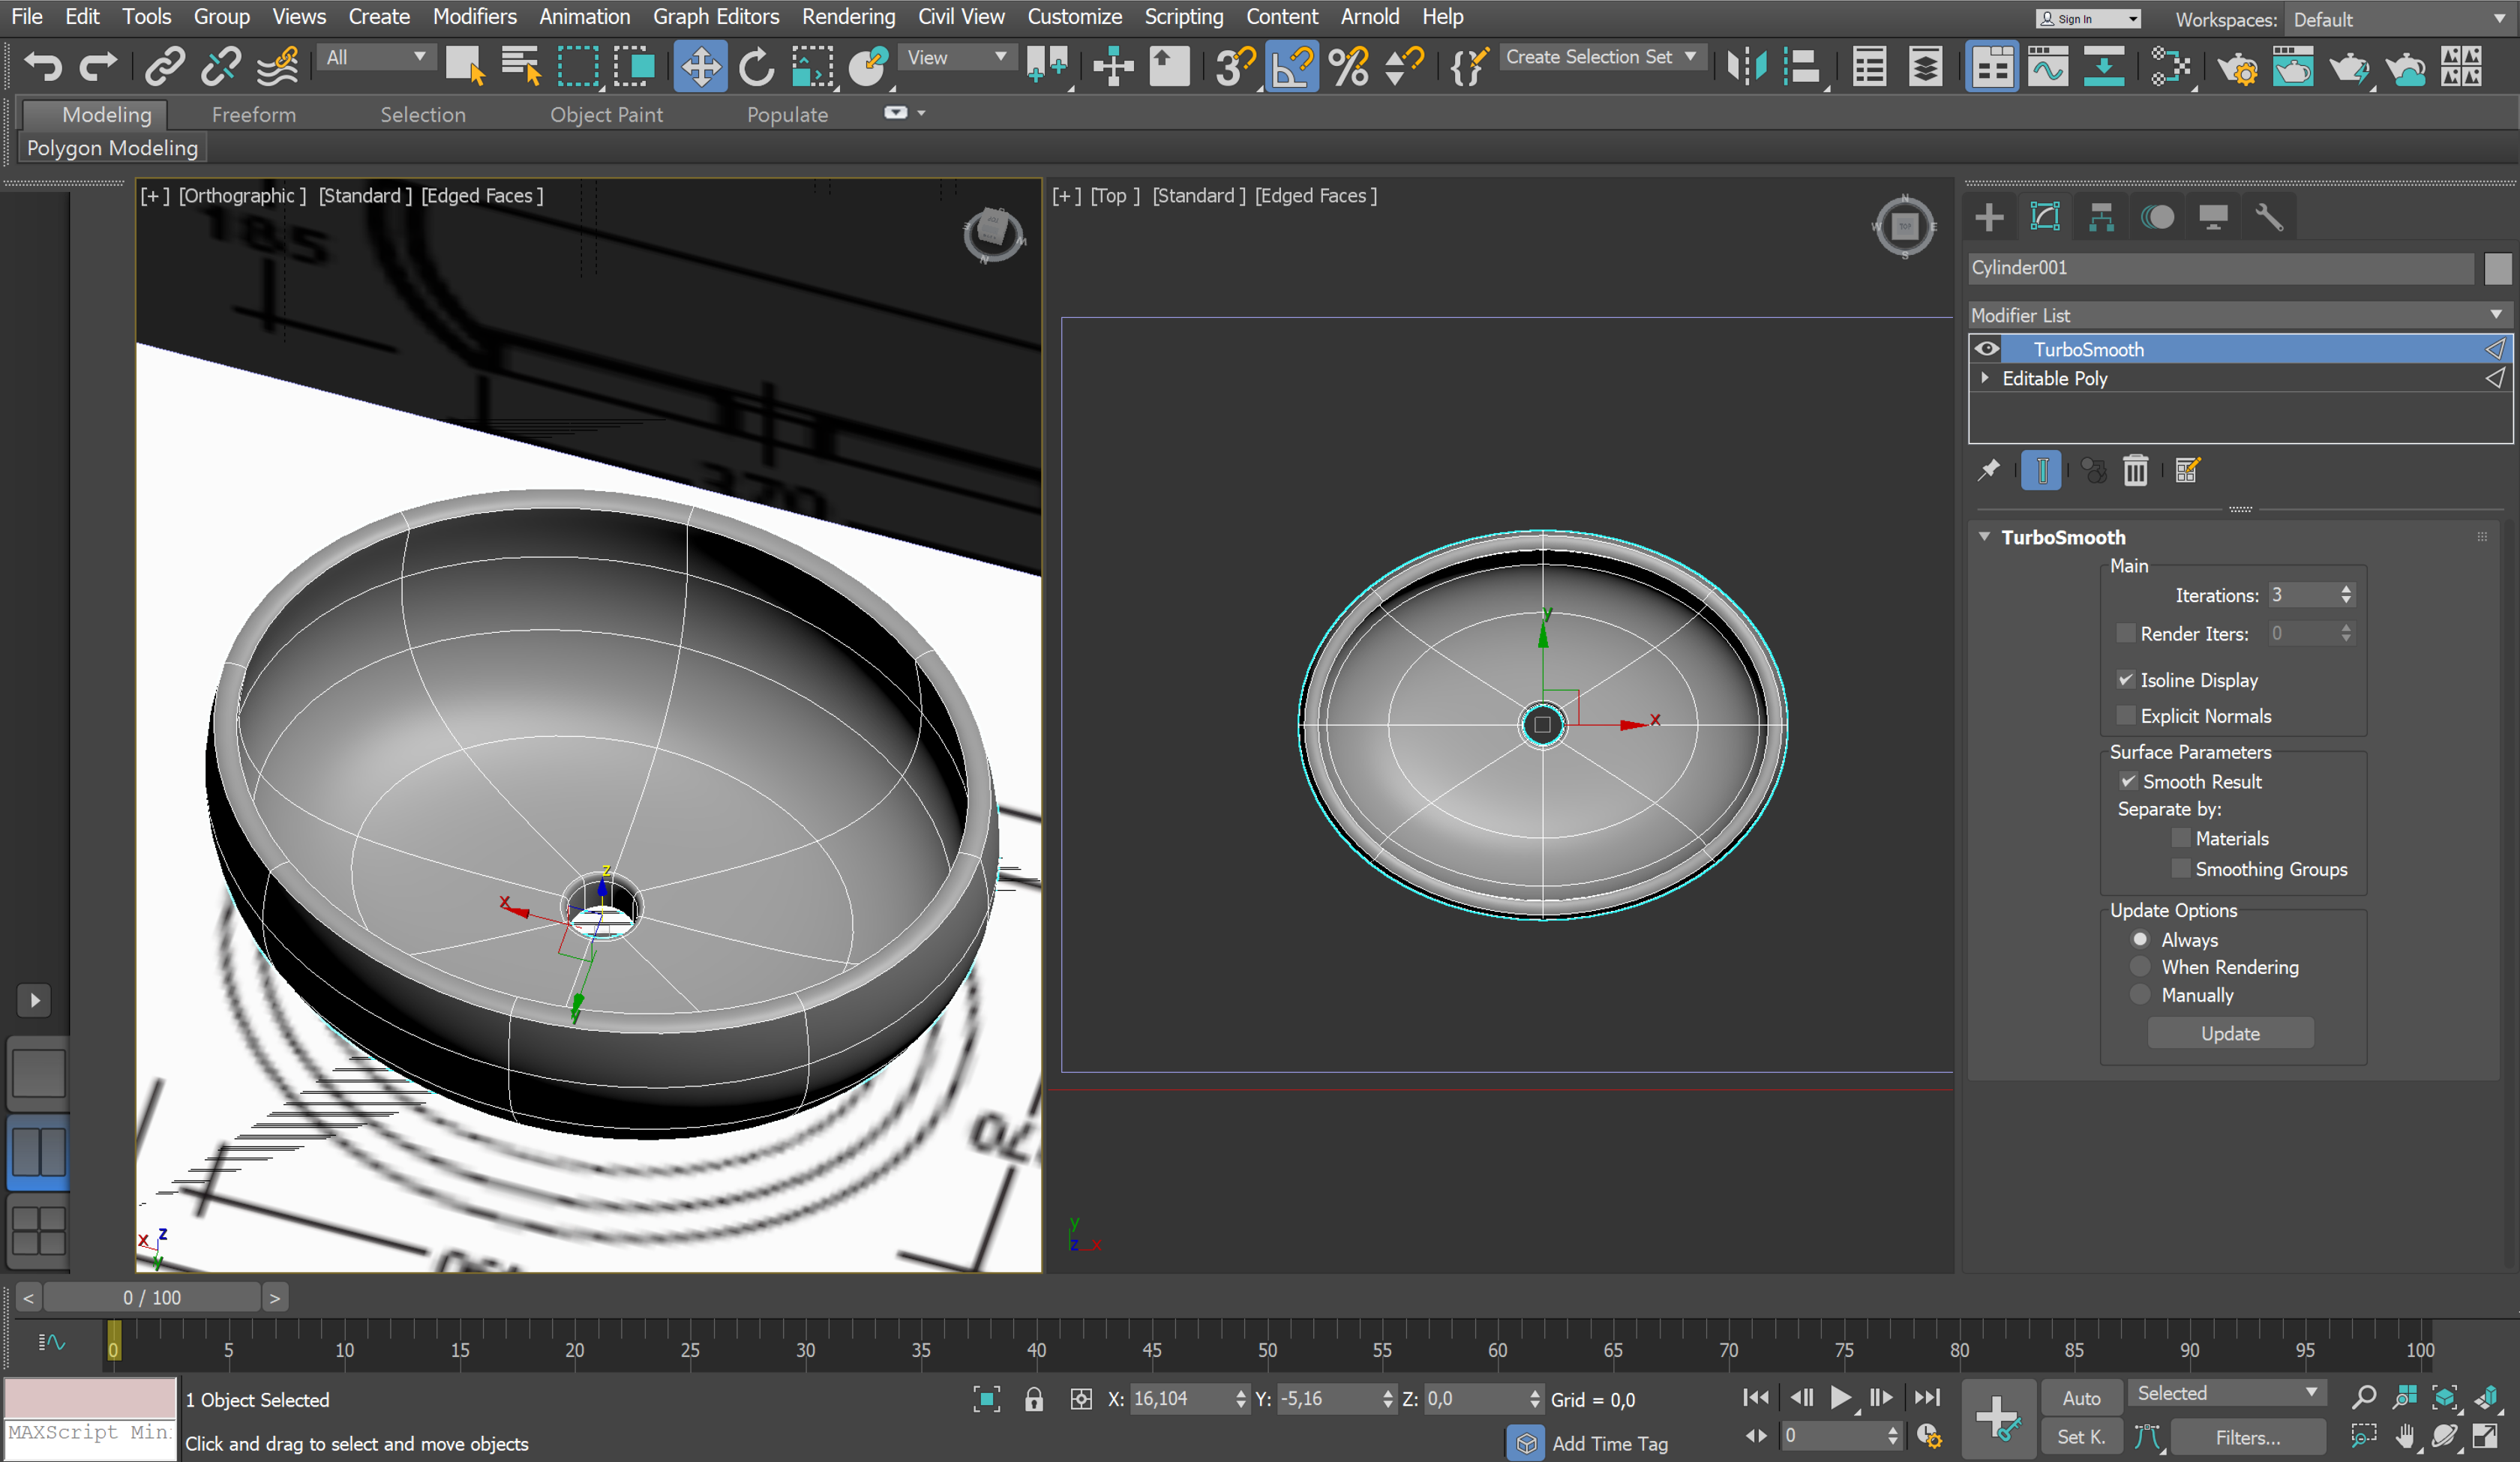 File Edit Tools Group Views Create Modifiers Animation Graph Editors Rendering Civil View Customize Scripting Content Arnold Help
Sign In
Workspaces: Default
All
View
3
Create Selection Set
Modeling Freeform Selection Object Paint Populate
Polygon Modeling
[+] [Orthographic] [Standard] [Edged Faces]
185
370
X
Y
Z
[+] [Top] [Standard] [Edged Faces]
N
W
TOP
E
S
y
x
Cylinder001
Modifier List
TurboSmooth
Editable Poly
TurboSmooth
Main
Iterations: 3
Render Iters: 0
Isoline Display
Explicit Normals
Surface Parameters
Smooth Result
Separate by:
Materials
Smoothing Groups
Update Options
Always
When Rendering
Manually
Update
< 0 / 100 >
0 5 10 15 20 25 30 35 40 45 50 55 60 65 70 75 80 85 90 95 100
1 Object Selected
X: 16,104 Y: -5,16 Z: 0,0 Grid = 0,0
Auto Selected
MAXScript Min
Click and drag to select and move objects
Add Time Tag
0
Set K. Filters...